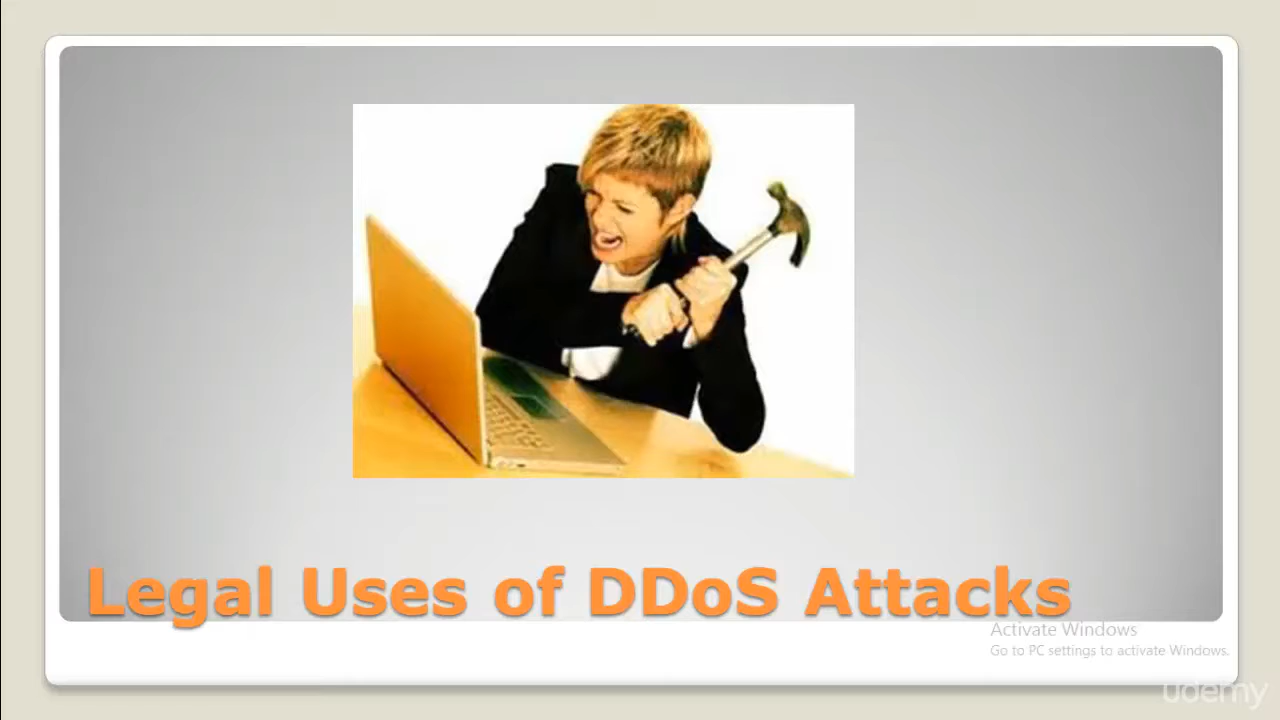 Legal Uses of DDoS Attacks
Activate Windows
Go to PC settings to activate Windows.
udemy